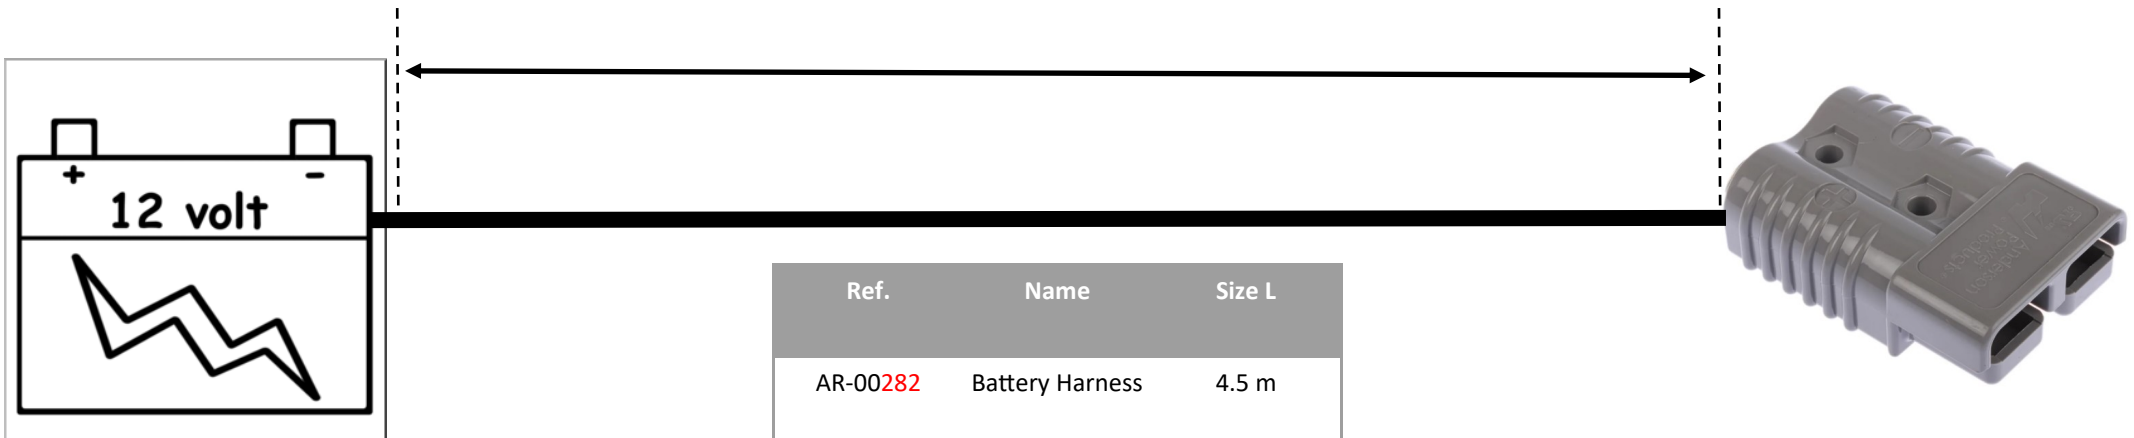 + -
12 volt
Ref. Name Size L
AR-00282 Battery Harness 4.5 m